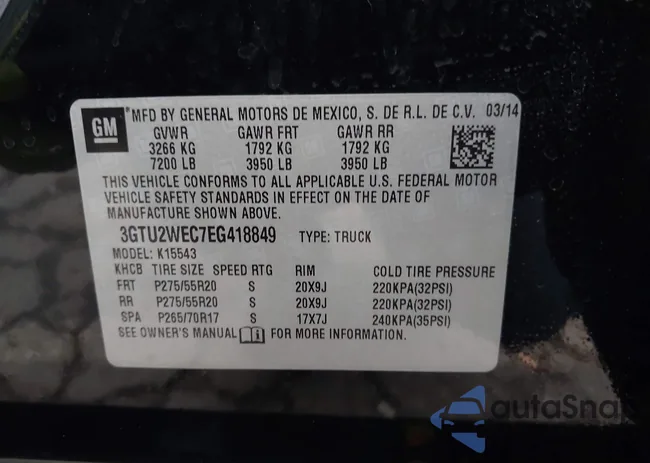 GM
®MFD BY GENERAL MOTORS DE MEXICO, S. DE R.L. DE C.V. 03/14
GVWR GAWR FRT GAWR RR
3266 KG 1792 KG 1792 KG
7200 LB 3950 LB 3950 LB
THIS VEHICLE CONFORMS TO ALL APPLICABLE U.S. FEDERAL MOTOR
VEHICLE SAFETY STANDARDS IN EFFECT ON THE DATE OF
MANUFACTURE SHOWN ABOVE.
3GTU2WEC7EG418849 TYPE: TRUCK
MODEL: K15543
KHCB TIRE SIZE SPEED RTG RIM COLD TIRE PRESSURE
FRT P275/55R20 S 20X9J 220KPA(32PSI)
RR P275/55R20 S 20X9J 220KPA(32PSI)
SPA P265/70R17 S 17X7J 240KPA(35PSI)
SEE OWNER'S MANUAL FOR MORE INFORMATION.
autoSna